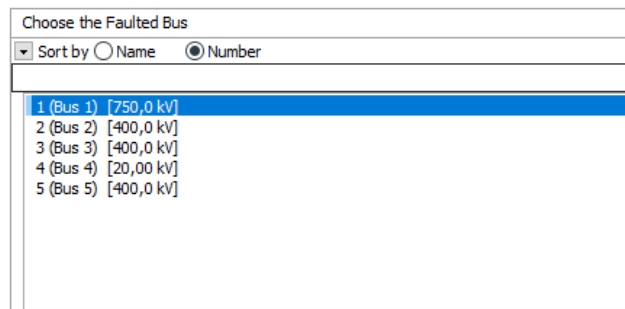 Choose the Faulted Bus
Sort by Name Number
1 (Bus 1) [750,0 kV]
2 (Bus 2) [400,0 kV]
3 (Bus 3) [400,0 kV]
4 (Bus 4) [20,00 kV]
5 (Bus 5) [400,0 kV]